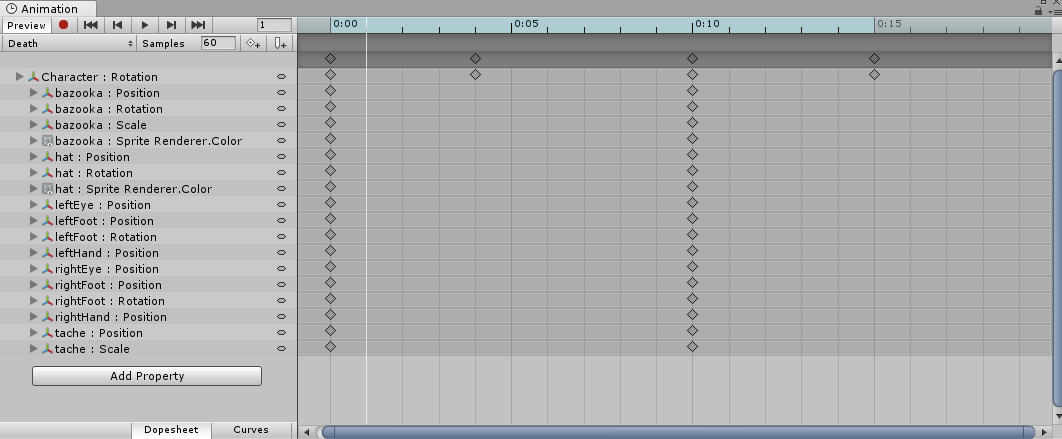 Animation
Preview 1 0:00 0:05 0:10 0:15
Death Samples 60
Character : Rotation
bazooka : Position
bazooka : Rotation
bazooka : Scale
bazooka : Sprite Renderer.Color
hat : Position
hat : Rotation
hat : Sprite Renderer.Color
leftEye : Position
leftFoot : Position
leftFoot : Rotation
leftHand : Position
rightEye : Position
rightFoot : Position
rightFoot : Rotation
rightHand : Position
tache : Position
tache : Scale
Add Property
Dopesheet Curves